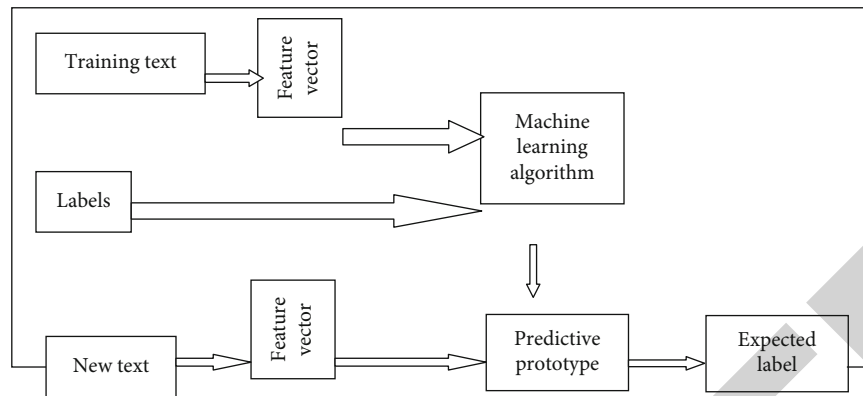 Training text
Feature
vector
Machine
learning
algorithm
Labels
New text
Feature
vector
Predictive
prototype
Expected
label